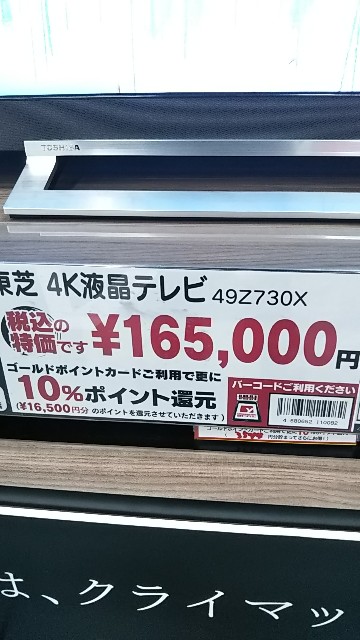 TOSHIBA
東芝 4K液晶テレビ 49Z730X
税込の
特価です
¥165,000円
ゴールドポイントカードご利用で更に
10%ポイント還元
(¥16,500円分のポイントを還元させていただきます)
バーコードご利用ください
は、クライマッ